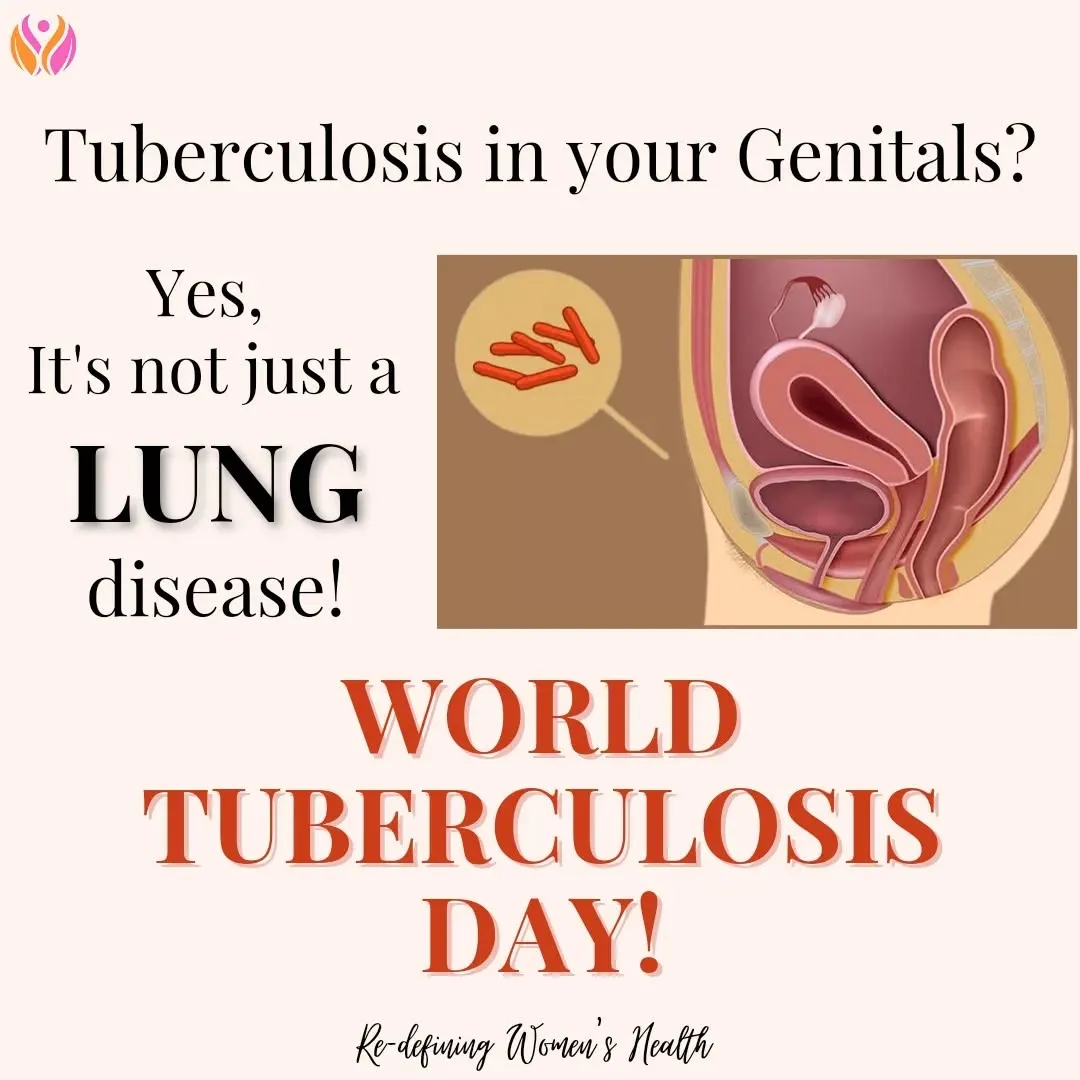 Tuberculosis in your Genitals?
Yes,
It's not just a
LUNG
disease!
WORLD
TUBERCULOSIS
DAY!
Re-defining Women's Health